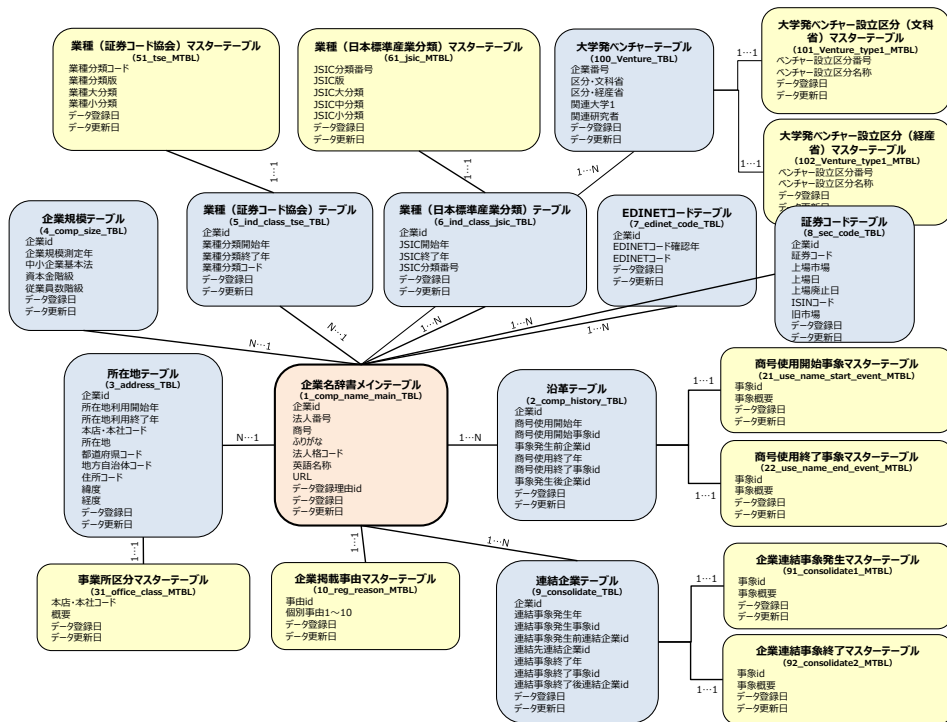 業種（証券コード協会）マスターテーブル
(51_tse_MTBL)
業種分類コード
業種分類版
業種大分類
業種小分類
データ登録日
データ更新日
業種（日本標準産業分類）マスターテーブル
(61_jsic_MTBL)
JSIC分類番号
JSIC版
JSIC大分類
JSIC中分類
JSIC小分類
データ登録日
データ更新日
大学発ベンチャーテーブル
(100_Venture_TBL)
企業番号
区分・文科省
区分・経産省
関連大学1
関連研究者
データ登録日
データ更新日
大学発ベンチャー設立区分（文科
省）マスターテーブル
(101_Venture_type1_MTBL)
ベンチャー設立区分番号
ベンチャー設立区分名称
データ登録日
データ更新日
大学発ベンチャー設立区分（経産
省）マスターテーブル
(102_Venture_type1_MTBL)
ベンチャー設立区分番号
ベンチャー設立区分名称
データ登録日
データ更新日
1…1
1…1
1…1
1…1
1…N
企業規模テーブル
(4_comp_size_TBL)
企業id
企業規模測定年
中小企業基本法
資本金階級
従業員数階級
データ登録日
データ更新日
業種（証券コード協会）テーブル
(5_ind_class_tse_TBL)
企業id
業種分類開始年
業種分類終了年
業種分類コード
データ登録日
データ更新日
業種（日本標準産業分類）テーブル
(6_ind_class_jsic_TBL)
企業id
JSIC開始年
JSIC終了年
JSIC分類番号
データ登録日
データ更新日
EDINETコードテーブル
(7_edinet_code_TBL)
企業id
EDINETコード確認年
EDINETコード
データ登録日
データ更新日
証券コードテーブル
(8_sec_code_TBL)
企業id
証券コード
上場市場
上場日
上場廃止日
ISINコード
旧市場
データ登録日
データ更新日
N…1
N…1
1…N
1…N
1…N
所在地テーブル
(3_address_TBL)
企業id
所在地利用開始年
所在地利用終了年
本店・本社コード
所在地
都道府県コード
地方自治体コード
住所コード
緯度
経度
データ登録日
データ更新日
N…1
企業名辞書メインテーブル
(1_comp_name_main_TBL)
企業id
法人番号
商号
ふりがな
法人格コード
英語名称
URL
データ登録理由id
データ登録日
データ更新日
1…N
沿革テーブル
(2_comp_history_TBL)
企業id
商号使用開始年
商号使用開始事象id
事象発生前企業id
商号使用終了年
商号使用終了事象id
事象発生後企業id
データ登録日
データ更新日
1…1
1…1
商号使用開始事象マスターテーブル
(21_use_name_start_event_MTBL)
事象id
事象概要
データ登録日
データ更新日
商号使用終了事象マスターテーブル
(22_use_name_end_event_MTBL)
事象id
事象概要
データ登録日
データ更新日
1…1
1…1
1…N
事業所区分マスターテーブル
(31_office_class_MTBL)
本店・本社コード
概要
データ登録日
データ更新日
企業掲載事由マスターテーブル
(10_reg_reason_MTBL)
事由id
個別事由1～10
データ登録日
データ更新日
連結企業テーブル
(9_consolidate_TBL)
企業id
連結事象発生年
連結事象発生事象id
連結事象発生前連結企業id
連結先連結企業id
連結事象終了年
連結事象終了事象id
連結事象終了後連結企業id
データ登録日
データ更新日
1…1
1…1
企業連結事象発生マスターテーブル
(91_consolidate1_MTBL)
事象id
事象概要
データ登録日
データ更新日
企業連結事象終了マスターテーブル
(92_consolidate2_MTBL)
事象id
事象概要
データ登録日
データ更新日